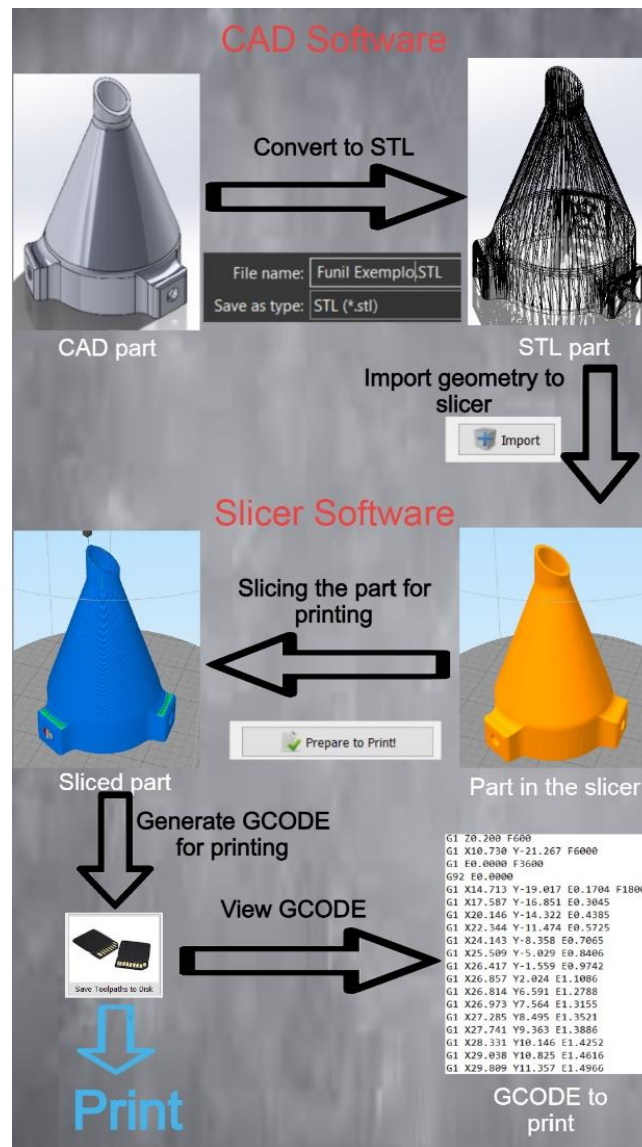 CAD Software
Convert to STL
File name: Funil Exemplo.STL
Save as type: STL (*.stl)
CAD part
STL part
Import geometry to
slicer
Import
Slicer Software
Slicing the part for
printing
Prepare to Print!
Sliced part
Part in the slicer
Generate GCODE
for printing
View GCODE
Save Toolpaths to Disk
Print
G1 Z0.200 F600
G1 X10.730 Y-21.267 F6000
G1 E0.0000 F3600
G92 E0.0000
G1 X14.713 Y-19.017 E0.1704 F1800
G1 X17.587 Y-16.851 E0.3045
G1 X20.146 Y-14.322 E0.4385
G1 X22.344 Y-11.474 E0.5725
G1 X24.143 Y-8.358 E0.7065
G1 X25.509 Y-5.029 E0.8406
G1 X26.417 Y-1.559 E0.9742
G1 X26.857 Y2.024 E1.1086
G1 X26.814 Y6.591 E1.2788
G1 X26.973 Y7.564 E1.3155
G1 X27.285 Y8.495 E1.3521
G1 X27.741 Y9.363 E1.3886
G1 X28.331 Y10.146 E1.4252
G1 X29.038 Y10.825 E1.4616
G1 X29.809 Y11.357 E1.4966
GCODE to
print